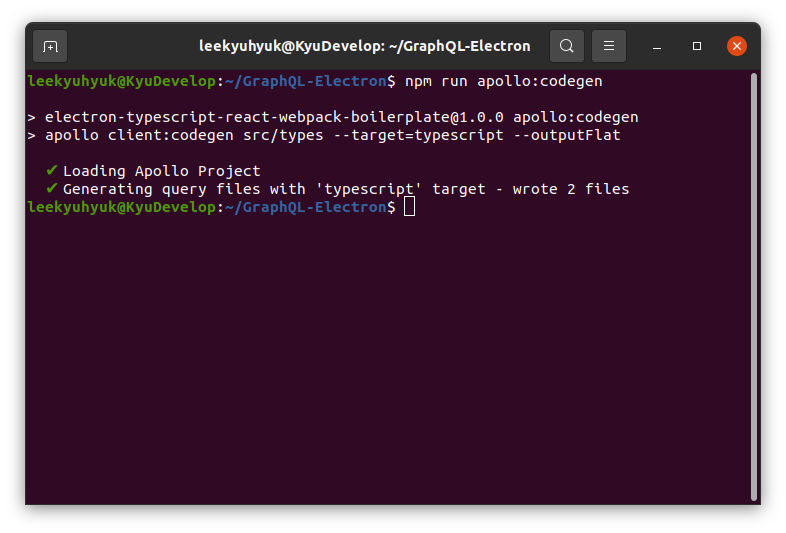 leekyuhyuk@KyuDevelop: ~/GraphQL-Electron
leekyuhyuk@KyuDevelop:~/GraphQL-Electron$ npm run apollo:codegen
> electron-typescript-react-webpack-boilerplate@1.0.0 apollo:codegen
> apollo client:codegen src/types --target=typescript --outputFlat
✔ Loading Apollo Project
✔ Generating query files with 'typescript' target - wrote 2 files
leekyuhyuk@KyuDevelop:~/GraphQL-Electron$